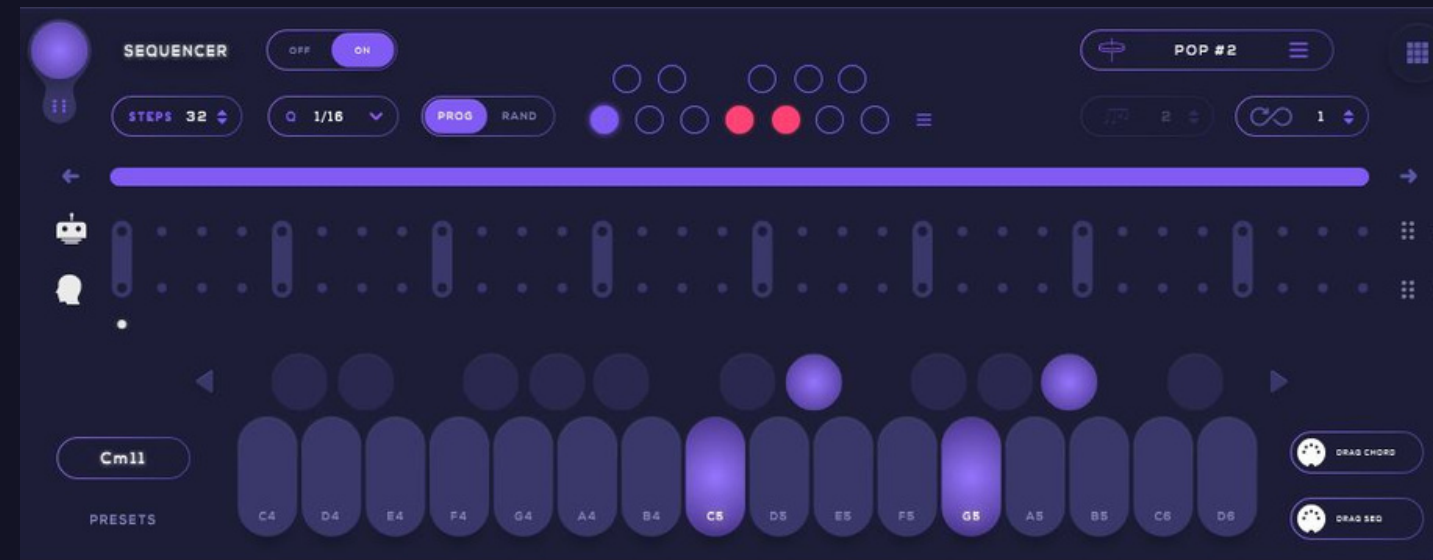 SEQUENCER OFF ON POP #2
STEPS 32 Q 1/16 PROG RAND 2 1
Cm11 DRAG CHORD
C4 D4 E4 F4 G4 A4 B4 C5 D5 E5 F5 G5 A5 B5 C6 D6
PRESETS DRAG SEQ